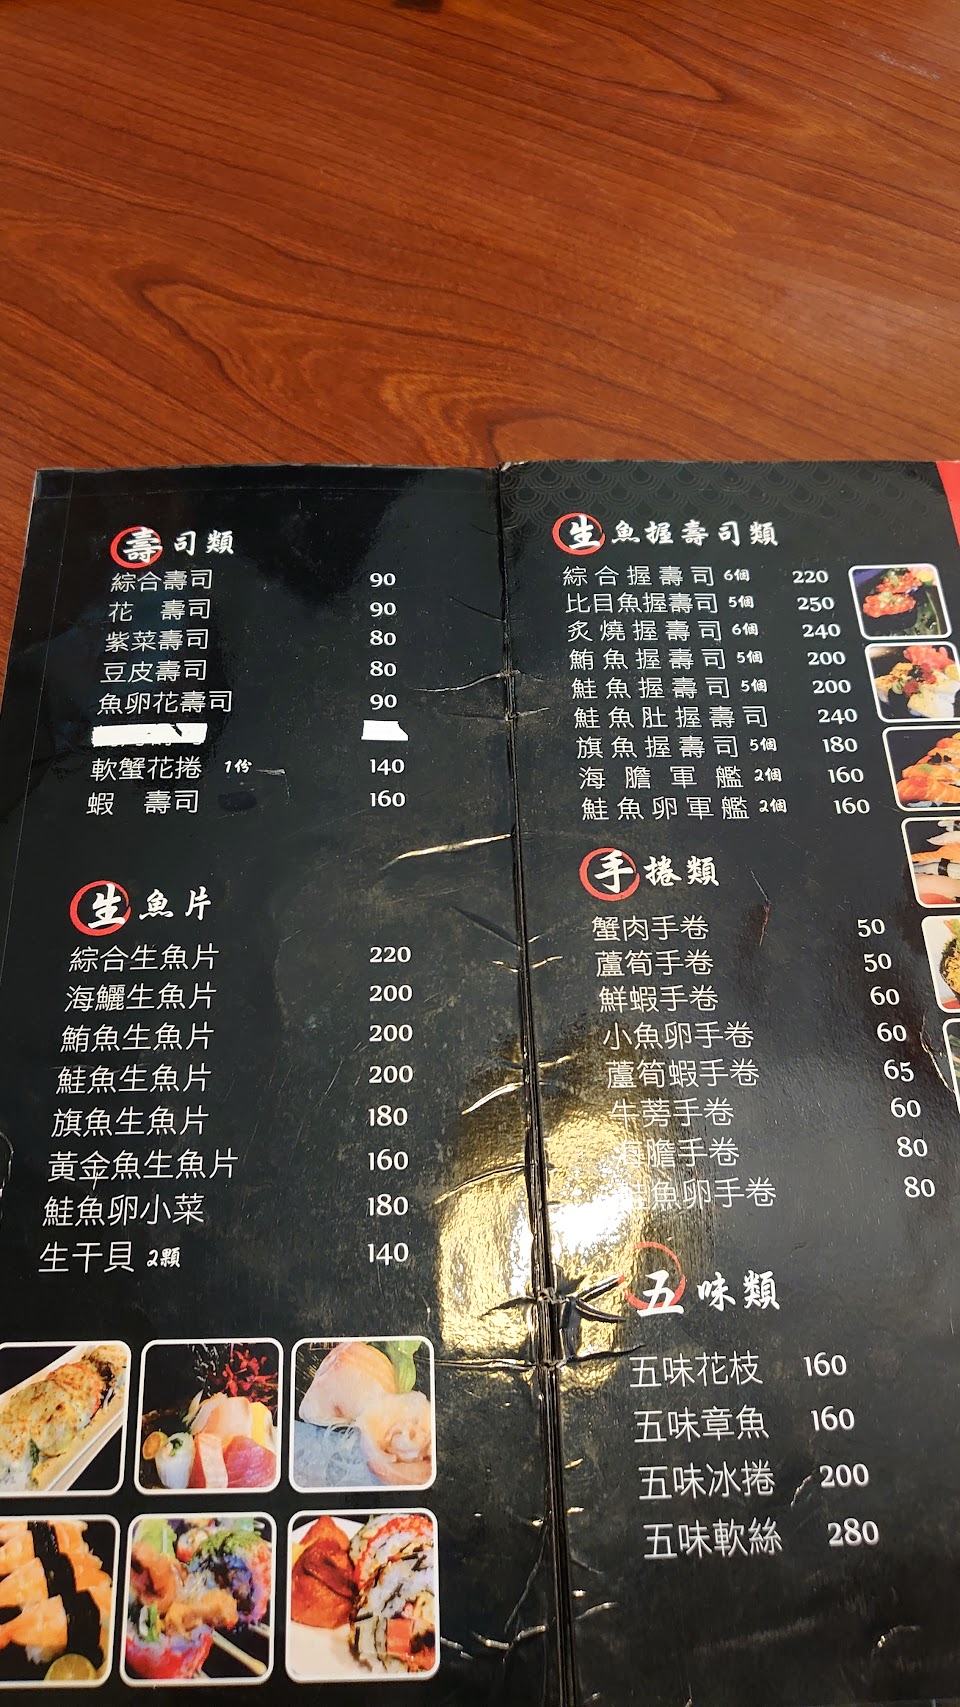 壽司類
綜合壽司 90
花 壽司 90
紫菜壽司 80
豆皮壽司 80
魚卵花壽司 90
軟蟹花捲 1份 140
蝦 壽司 160
生魚片
綜合生魚片 220
海鱺生魚片 200
鮪魚生魚片 200
鮭魚生魚片 200
旗魚生魚片 180
黃金魚生魚片 160
鮭魚卵小菜 180
生干貝 2顆 140
生魚握壽司類
綜合握壽司 6個 220
比目魚握壽司 5個 250
炙燒握壽司 6個 240
鮪魚握壽司 5個 200
鮭魚握壽司 5個 200
鮭魚肚握壽司 240
旗魚握壽司 5個 180
海膽軍艦 2個 160
鮭魚卵軍艦 2個 160
手捲類
蟹肉手卷 50
蘆筍手卷 50
鮮蝦手卷 60
小魚卵手卷 60
蘆筍蝦手卷 65
牛蒡手卷 60
海膽手卷 80
鮭魚卵手卷 80
五味類
五味花枝 160
五味章魚 160
五味冰捲 200
五味軟絲 280